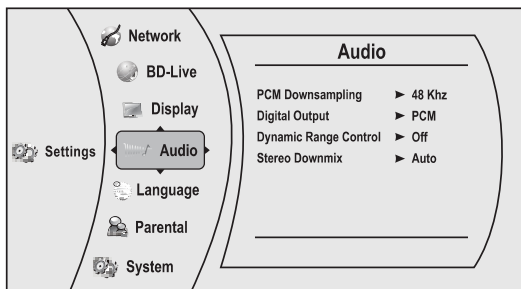 Settings
Network
BD-Live
Display
Audio
Language
Parental
System
Audio
PCM Downsampling ► 48 Khz
Digital Output ► PCM
Dynamic Range Control ► Off
Stereo Downmix ► Auto